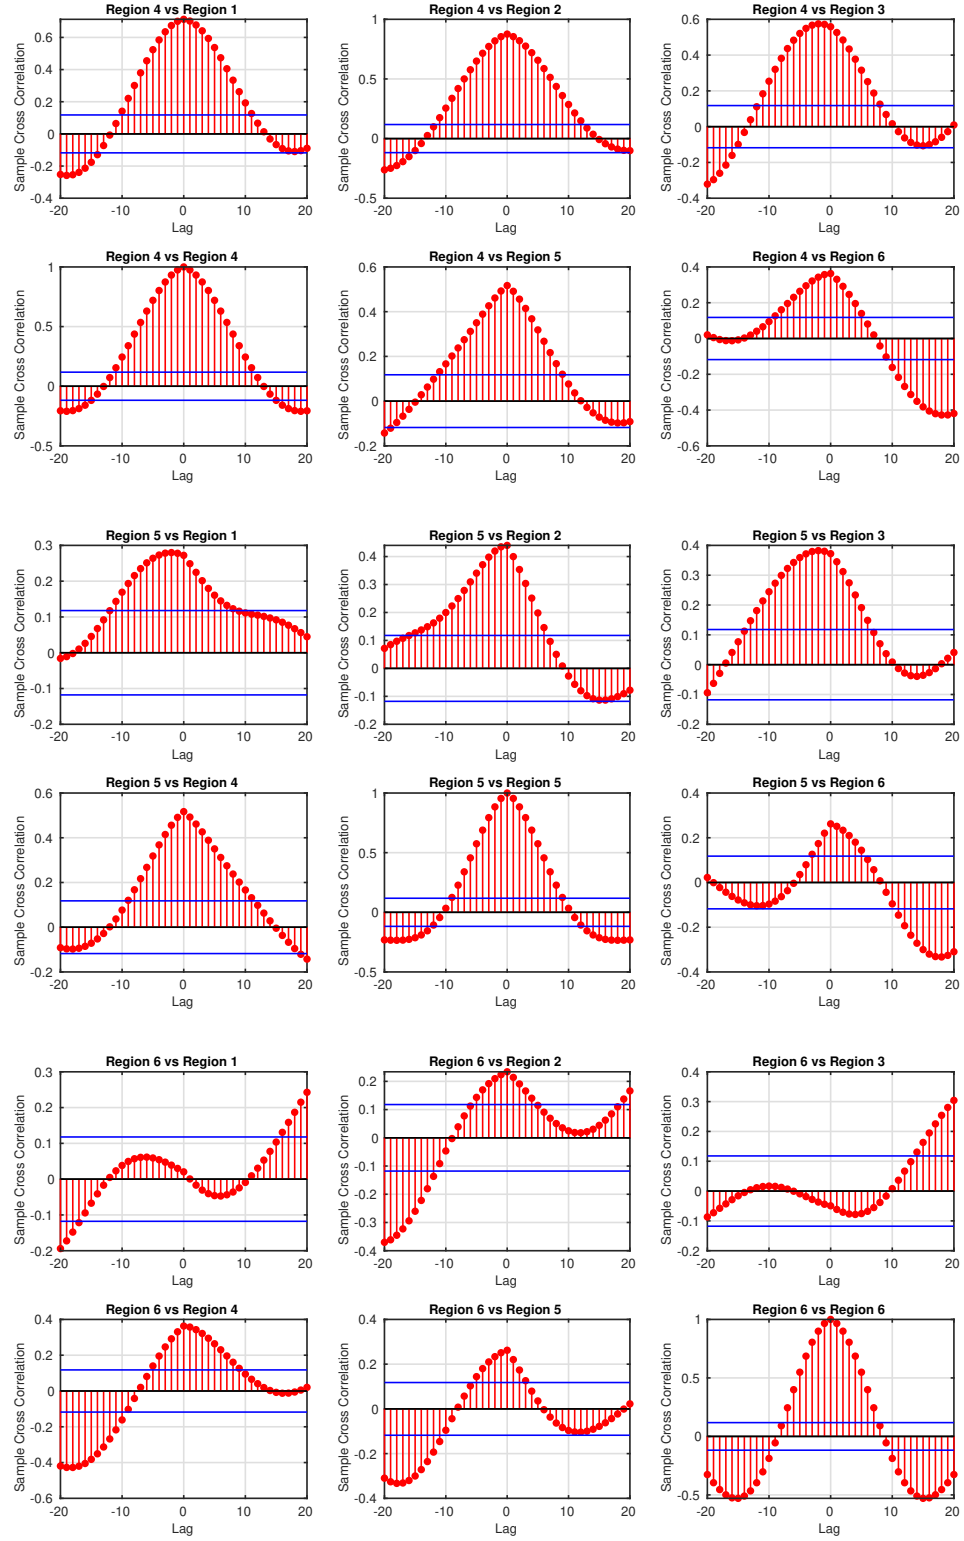 Region 4 vs Region 1
Sample Cross Correlation
0.6
0.4
0.2
0
-0.2
-0.4
-20 -10 0 10 20
Lag
Region 4 vs Region 2
Sample Cross Correlation
1
0.5
0
-0.5
-20 -10 0 10 20
Lag
Region 4 vs Region 3
Sample Cross Correlation
0.6
0.4
0.2
0
-0.2
-0.4
-20 -10 0 10 20
Lag
Region 4 vs Region 4
Sample Cross Correlation
1
0.5
0
-0.5
-20 -10 0 10 20
Lag
Region 4 vs Region 5
Sample Cross Correlation
0.6
0.4
0.2
0
-0.2
-20 -10 0 10 20
Lag
Region 4 vs Region 6
Sample Cross Correlation
0.4
0.2
0
-0.2
-0.4
-0.6
-20 -10 0 10 20
Lag
Region 5 vs Region 1
Sample Cross Correlation
0.3
0.2
0.1
0
-0.1
-0.2
-20 -10 0 10 20
Lag
Region 5 vs Region 2
Sample Cross Correlation
0.4
0.3
0.2
0.1
0
-0.1
-0.2
-20 -10 0 10 20
Lag
Region 5 vs Region 3
Sample Cross Correlation
0.4
0.3
0.2
0.1
0
-0.1
-0.2
-20 -10 0 10 20
Lag
Region 5 vs Region 4
Sample Cross Correlation
0.6
0.4
0.2
0
-0.2
-20 -10 0 10 20
Lag
Region 5 vs Region 5
Sample Cross Correlation
1
0.5
0
-0.5
-20 -10 0 10 20
Lag
Region 5 vs Region 6
Sample Cross Correlation
0.4
0.2
0
-0.2
-0.4
-20 -10 0 10 20
Lag
Region 6 vs Region 1
Sample Cross Correlation
0.3
0.2
0.1
0
-0.1
-0.2
-20 -10 0 10 20
Lag
Region 6 vs Region 2
Sample Cross Correlation
0.2
0.1
0
-0.1
-0.2
-0.3
-0.4
-20 -10 0 10 20
Lag
Region 6 vs Region 3
Sample Cross Correlation
0.4
0.3
0.2
0.1
0
-0.1
-0.2
-20 -10 0 10 20
Lag
Region 6 vs Region 4
Sample Cross Correlation
0.4
0.2
0
-0.2
-0.4
-0.6
-20 -10 0 10 20
Lag
Region 6 vs Region 5
Sample Cross Correlation
0.4
0.2
0
-0.2
-0.4
-20 -10 0 10 20
Lag
Region 6 vs Region 6
Sample Cross Correlation
1
0.5
0
-0.5
-20 -10 0 10 20
Lag